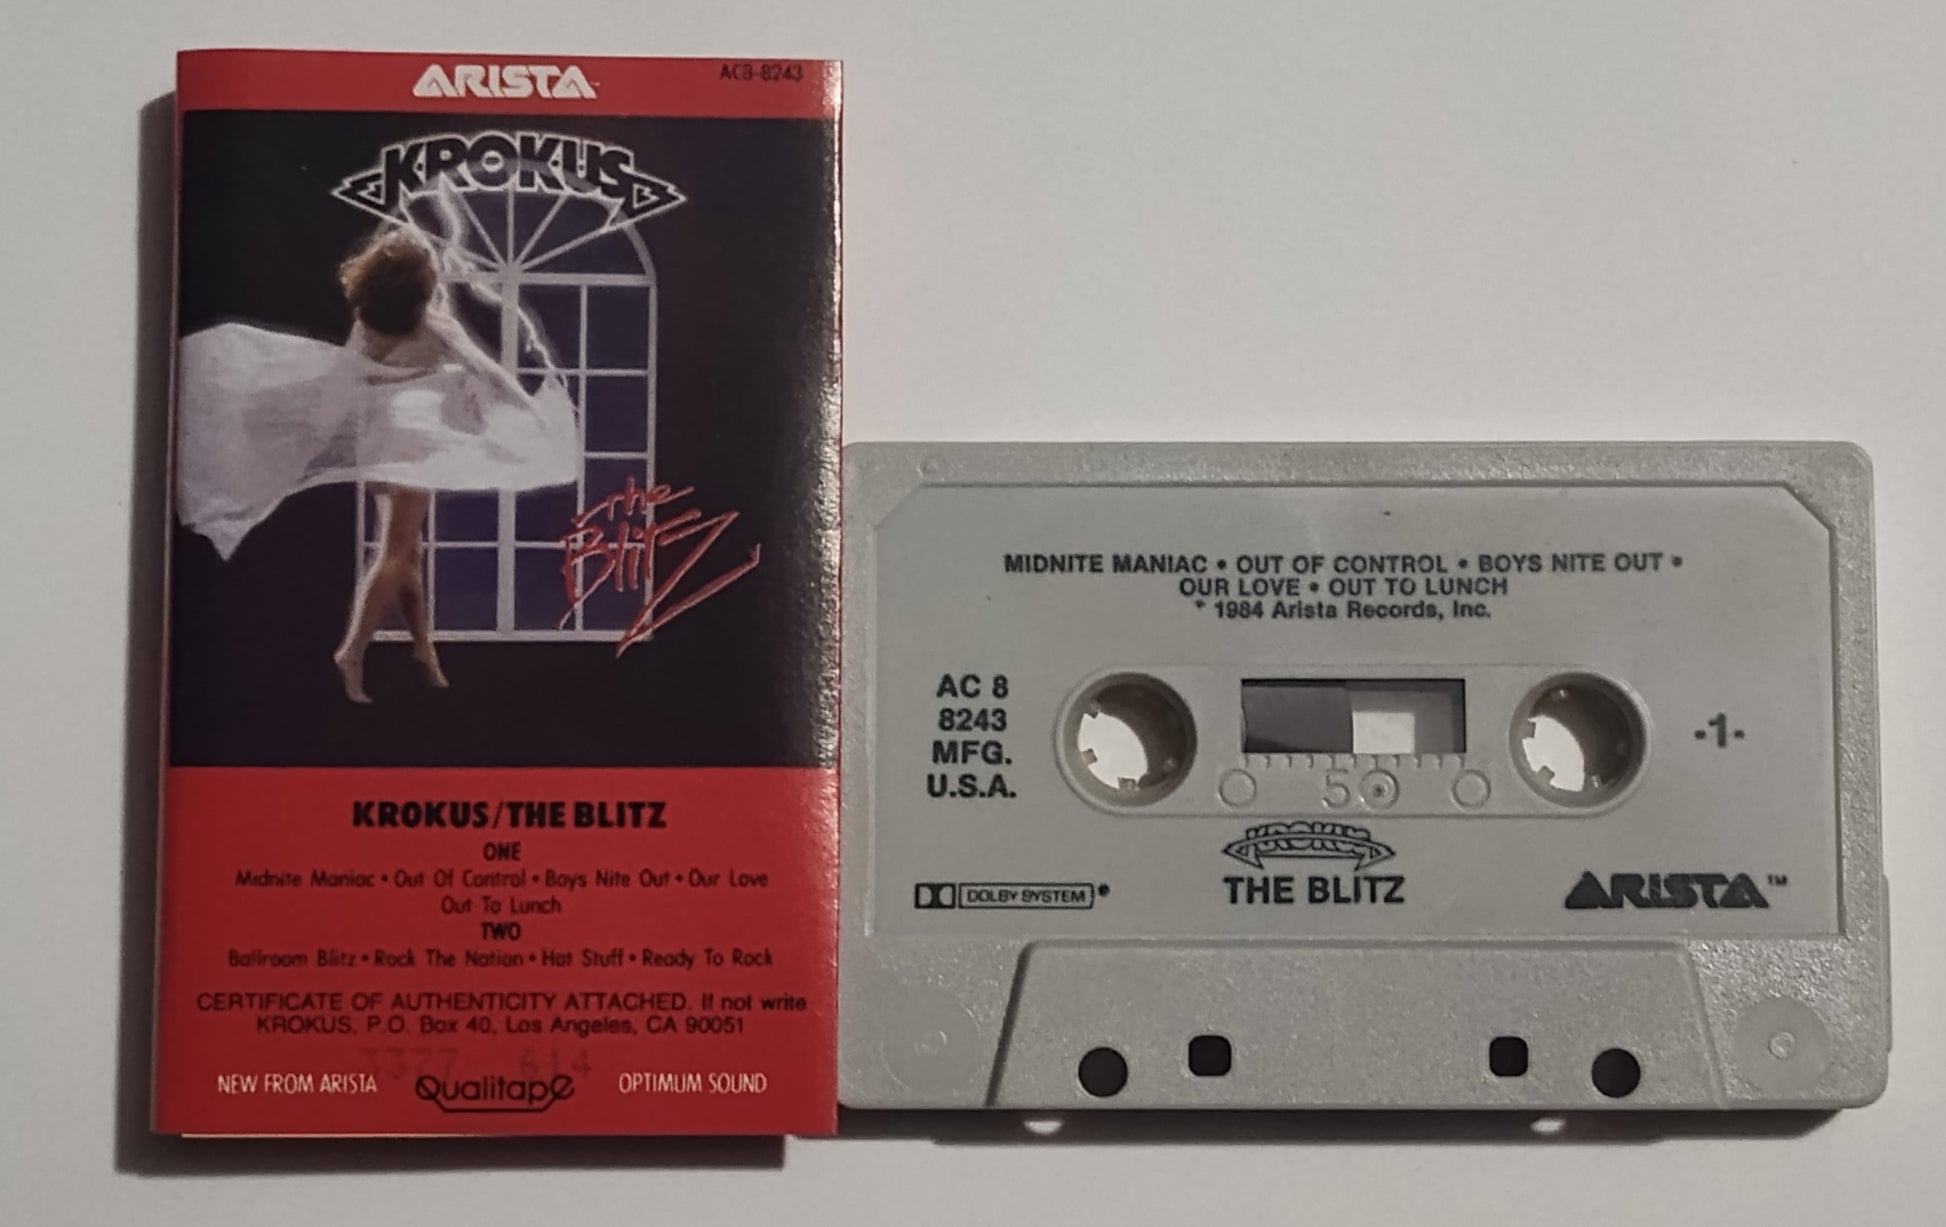 ARISTA
AC8-8243
KROKUS
The
Blitz
KROKUS/THE BLITZ
ONE
Midnite Maniac • Out Of Control • Boys Nite Out • Our Love
Out To Lunch
TWO
Ballroom Blitz • Rock The Nation • Hot Stuff • Ready To Rock
CERTIFICATE OF AUTHENTICITY ATTACHED. If not write
KROKUS, P.O. Box 40, Los Angeles, CA 90051
3377 614
NEW FROM ARISTA Qualitape OPTIMUM SOUND
MIDNITE MANIAC • OUT OF CONTROL • BOYS NITE OUT •
OUR LOVE • OUT TO LUNCH
℗ 1984 Arista Records, Inc.
AC 8
8243
MFG.
U.S.A.
-1-
50
KROKUS
THE BLITZ
DOLBY SYSTEM
ARISTA™